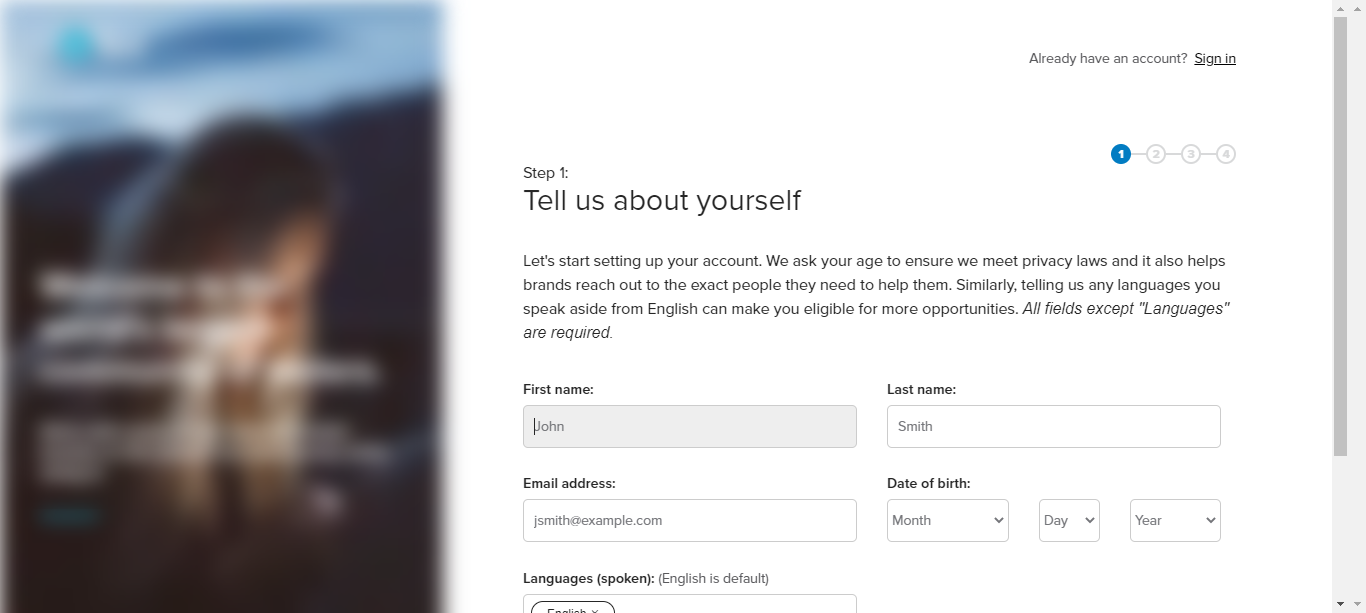 Already have an account? Sign in
1 2 3 4
Step 1:
Tell us about yourself
Let's start setting up your account. We ask your age to ensure we meet privacy laws and it also helps
brands reach out to the exact people they need to help them. Similarly, telling us any languages you
speak aside from English can make you eligible for more opportunities. All fields except "Languages"
are required.
First name: Last name:
John Smith
Email address: Date of birth:
jsmith@example.com Month Day Year
Languages (spoken): (English is default)
English ×